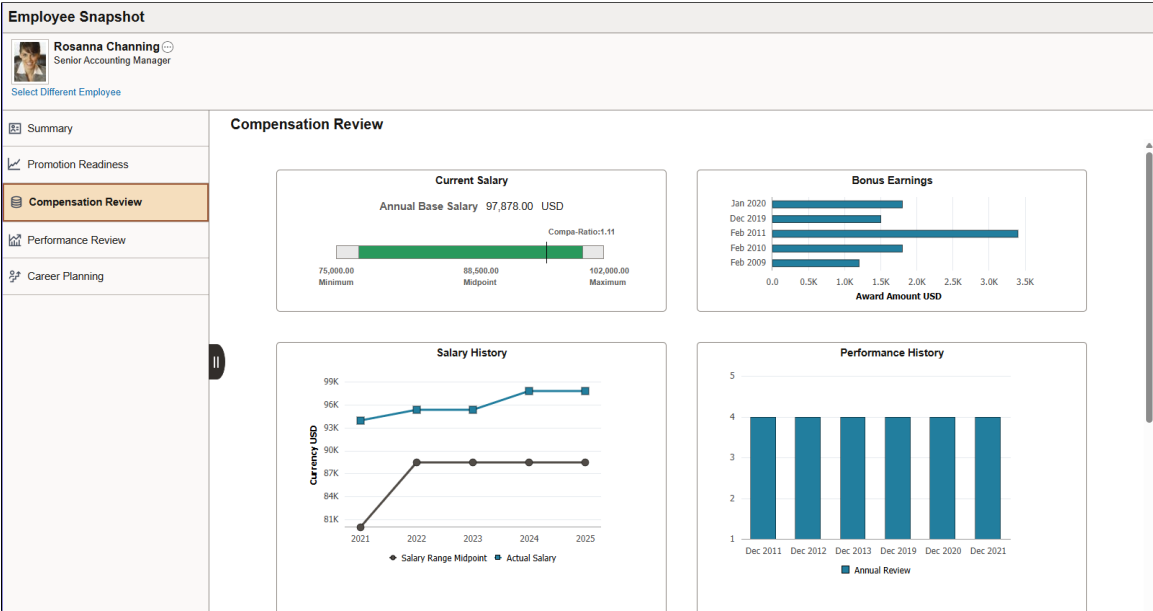 Employee Snapshot
Rosanna Channing
Senior Accounting Manager
Select Different Employee
Summary
Promotion Readiness
Compensation Review
Performance Review
Career Planning
Compensation Review
Current Salary
Annual Base Salary 97,878.00 USD
Compa-Ratio:1.11
75,000.00 88,500.00 102,000.00
Minimum Midpoint Maximum
Bonus Earnings
Jan 2020
Dec 2019
Feb 2011
Feb 2010
Feb 2009
0.0 0.5K 1.0K 1.5K 2.0K 2.5K 3.0K 3.5K
Award Amount USD
Salary History
Currency USD
99K
96K
93K
90K
87K
84K
81K
2021 2022 2023 2024 2025
Salary Range Midpoint Actual Salary
Performance History
5
4
3
2
1
Dec 2011 Dec 2012 Dec 2013 Dec 2019 Dec 2020 Dec 2021
Annual Review